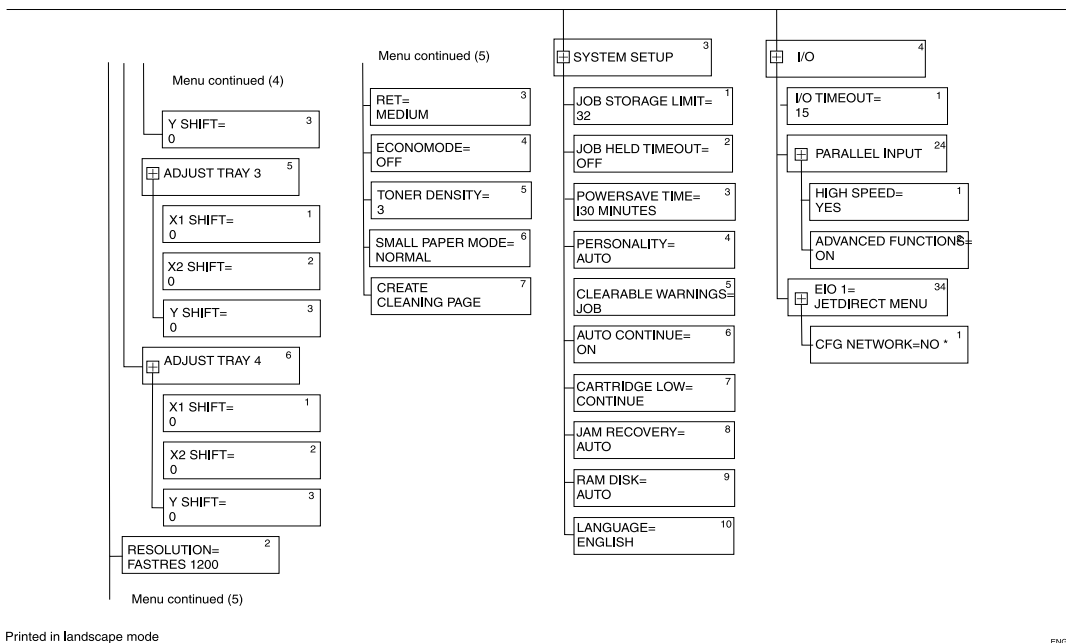 Menu continued (4)
Y SHIFT= 3
0
ADJUST TRAY 3 5
X1 SHIFT= 1
0
X2 SHIFT= 2
0
Y SHIFT= 3
0
ADJUST TRAY 4 6
X1 SHIFT= 1
0
X2 SHIFT= 2
0
Y SHIFT= 3
0
RESOLUTION= 2
FASTRES 1200
Menu continued (5)
Menu continued (5)
RET= 3
MEDIUM
ECONOMODE= 4
OFF
TONER DENSITY= 5
3
SMALL PAPER MODE= 6
NORMAL
CREATE 7
CLEANING PAGE
SYSTEM SETUP 3
JOB STORAGE LIMIT= 1
32
JOB HELD TIMEOUT= 2
OFF
POWERSAVE TIME= 3
I30 MINUTES
PERSONALITY= 4
AUTO
CLEARABLE WARNINGS= 5
JOB
AUTO CONTINUE= 6
ON
CARTRIDGE LOW= 7
CONTINUE
JAM RECOVERY= 8
AUTO
RAM DISK= 9
AUTO
LANGUAGE= 10
ENGLISH
I/O 4
I/O TIMEOUT= 1
15
PARALLEL INPUT 24
HIGH SPEED= 1
YES
ADVANCED FUNCTIONS=
ON
EIO 1= 34
JETDIRECT MENU
CFG NETWORK=NO * 1
Printed in landscape mode
ENG